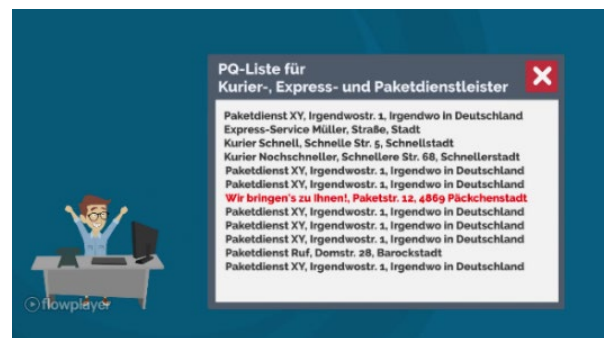 PQ-Liste für
Kurier-, Express- und Paketdienstleister
Paketdienst XY, Irgendwostr. 1, Irgendwo in Deutschland
Express-Service Müller, Straße, Stadt
Kurier Schnell, Schnelle Str. 5, Schnellstadt
Kurier Nochschneller, Schnellere Str. 68, Schnellerstadt
Paketdienst XY, Irgendwostr. 1, Irgendwo in Deutschland
Paketdienst XY, Irgendwostr. 1, Irgendwo in Deutschland
Wir bringen's zu Ihnen!, Paketstr. 12, 4869 Päckchenstadt
Paketdienst XY, Irgendwostr. 1, Irgendwo in Deutschland
Paketdienst XY, Irgendwostr. 1, Irgendwo in Deutschland
Paketdienst XY, Irgendwostr. 1, Irgendwo in Deutschland
Paketdienst Ruf, Domstr. 28, Barockstadt
Paketdienst XY, Irgendwostr. 1, Irgendwo in Deutschland
flowplayer